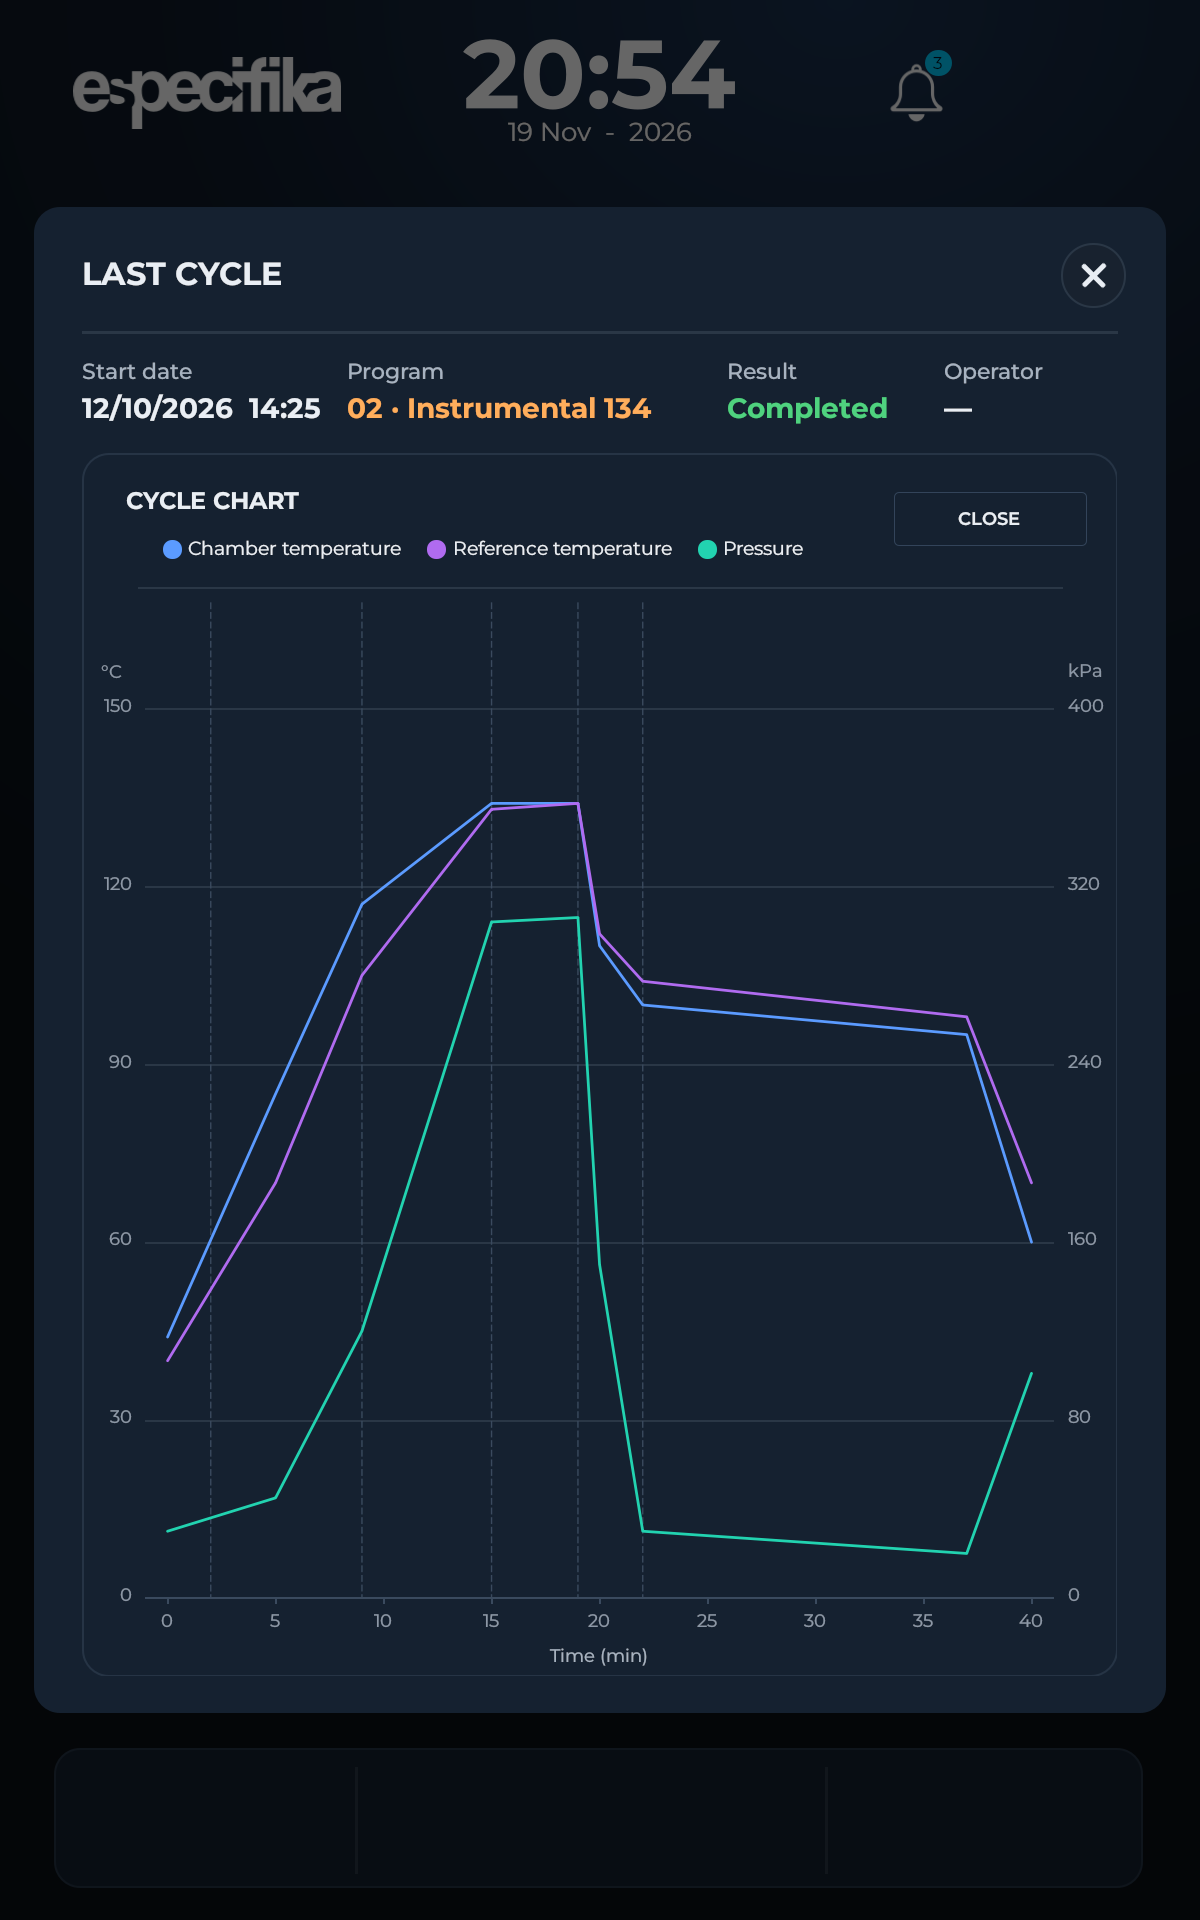 especifika
20:54
19 Nov - 2026
3
LAST CYCLE
Start date Program Result Operator
12/10/2026 14:25 02 · Instrumental 134 Completed —
CYCLE CHART
CLOSE
Chamber temperature Reference temperature Pressure
°C kPa
150 400
120 320
90 240
60 160
30 80
0 0
0 5 10 15 20 25 30 35 40
Time (min)